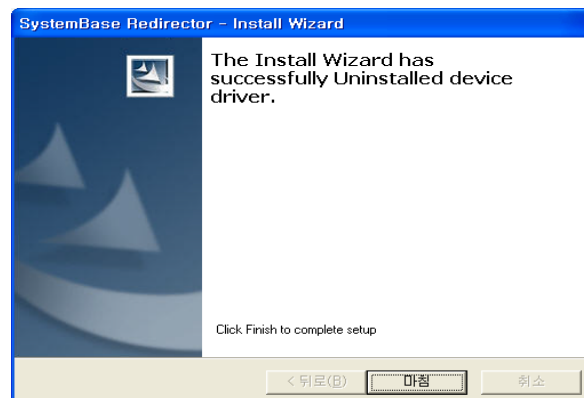 SystemBase Redirector - Install Wizard
The Install Wizard has
successfully Uninstalled device
driver.
Click Finish to complete setup
< 뒤로(B)
마침
취소